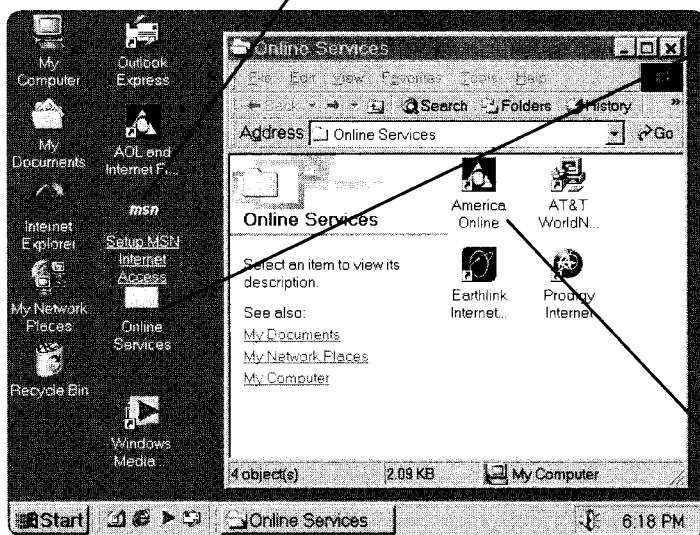 My
Computer
Outlook
Express
My
Documents
AOL and
Internet Fr...
Internet
Explorer
msn
Setup MSN
Internet
Access
My Network
Places
Online
Services
Recycle Bin
Windows
Media ...
Online Services
File Edit View Favorites Tools Help
Back Search Folders History »
Address Online Services Go
Online Services
Select an item to view its
description.
See also:
My Documents
My Network Places
My Computer
America
Online
AT&T
WorldN...
Earthlink
Internet...
Prodigy
Internet
4 object(s) 2.09 KB My Computer
Start Online Services 6:18 PM